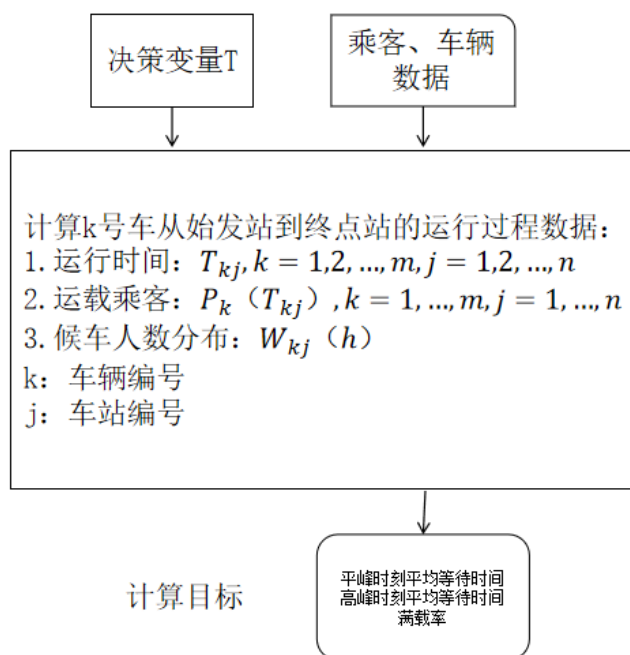 决策变量T
乘客、车辆
数据
计算k号车从始发站到终点站的运行过程数据：
1.运行时间：T_{kj}, k = 1,2, …, m, j = 1,2, …, n
2.运载乘客：P_k（T_{kj}）, k = 1, …, m, j = 1, …, n
3.候车人数分布：W_{kj}（h）
k：车辆编号
j：车站编号
计算目标
平峰时刻平均等待时间
高峰时刻平均等待时间
满载率